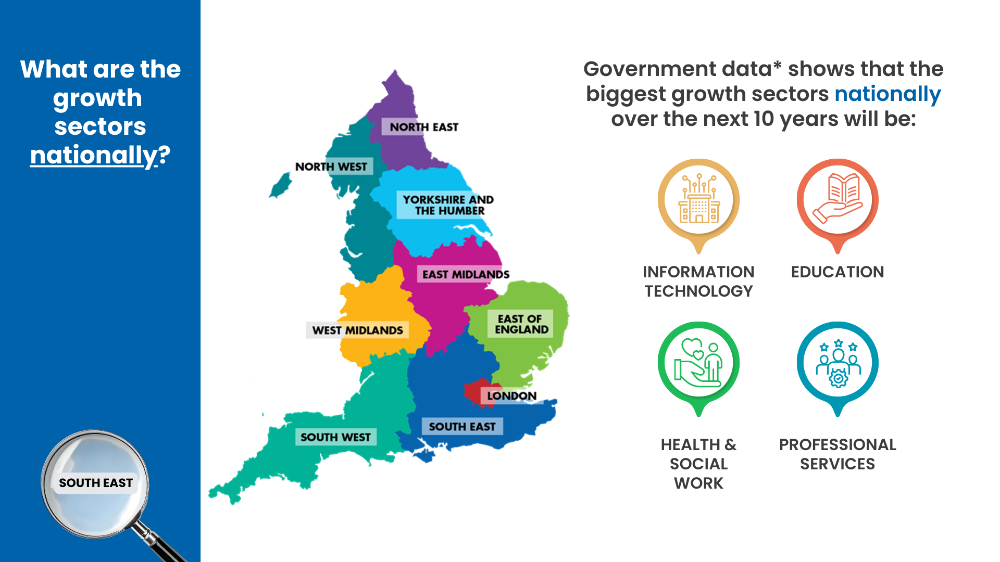 What are the
growth
sectors
nationally?
SOUTH EAST
NORTH EAST
NORTH WEST
YORKSHIRE AND
THE HUMBER
EAST MIDLANDS
WEST MIDLANDS
EAST OF
ENGLAND
LONDON
SOUTH EAST
SOUTH WEST
Government data* shows that the
biggest growth sectors nationally
over the next 10 years will be:
INFORMATION
TECHNOLOGY
EDUCATION
HEALTH &
SOCIAL
WORK
PROFESSIONAL
SERVICES